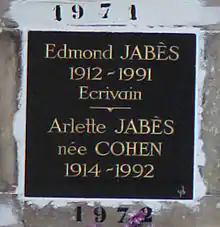 1971
Edmond JABÈS
1912-1991
Ecrivain
Arlette JABÈS
née COHEN
1914-1992
1972